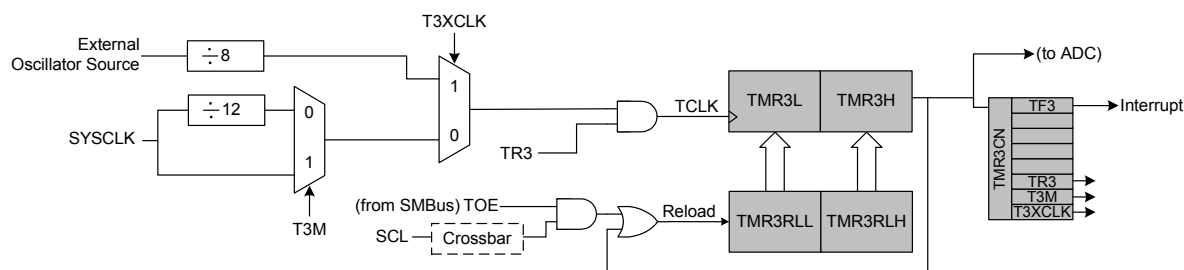 T3XCLK
External
Oscillator Source
÷8
1
0
÷12
0
1
SYSCLK
T3M
TR3
TCLK
TMR3L
TMR3H
(to ADC)
TMR3CN
TF3
Interrupt
TR3
T3M
T3XCLK
(from SMBus) TOE
SCL
Crossbar
Reload
TMR3RLL
TMR3RLH